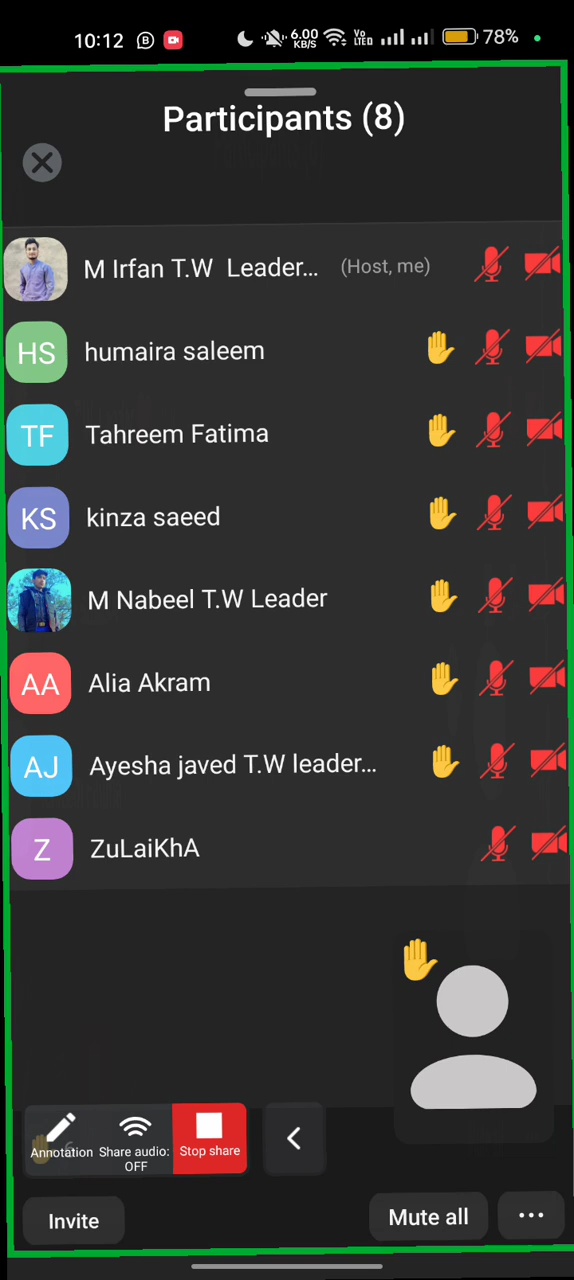 10:12 B 6.00 KB/S Vo LTED 78%
Participants (8)
M Irfan T.W Leader... (Host, me)
HS humaira saleem
TF Tahreem Fatima
KS kinza saeed
M Nabeel T.W Leader
AA Alia Akram
AJ Ayesha javed T.W leader...
Z ZuLaiKhA
Annotation
Share audio: OFF
Stop share
Invite
Mute all